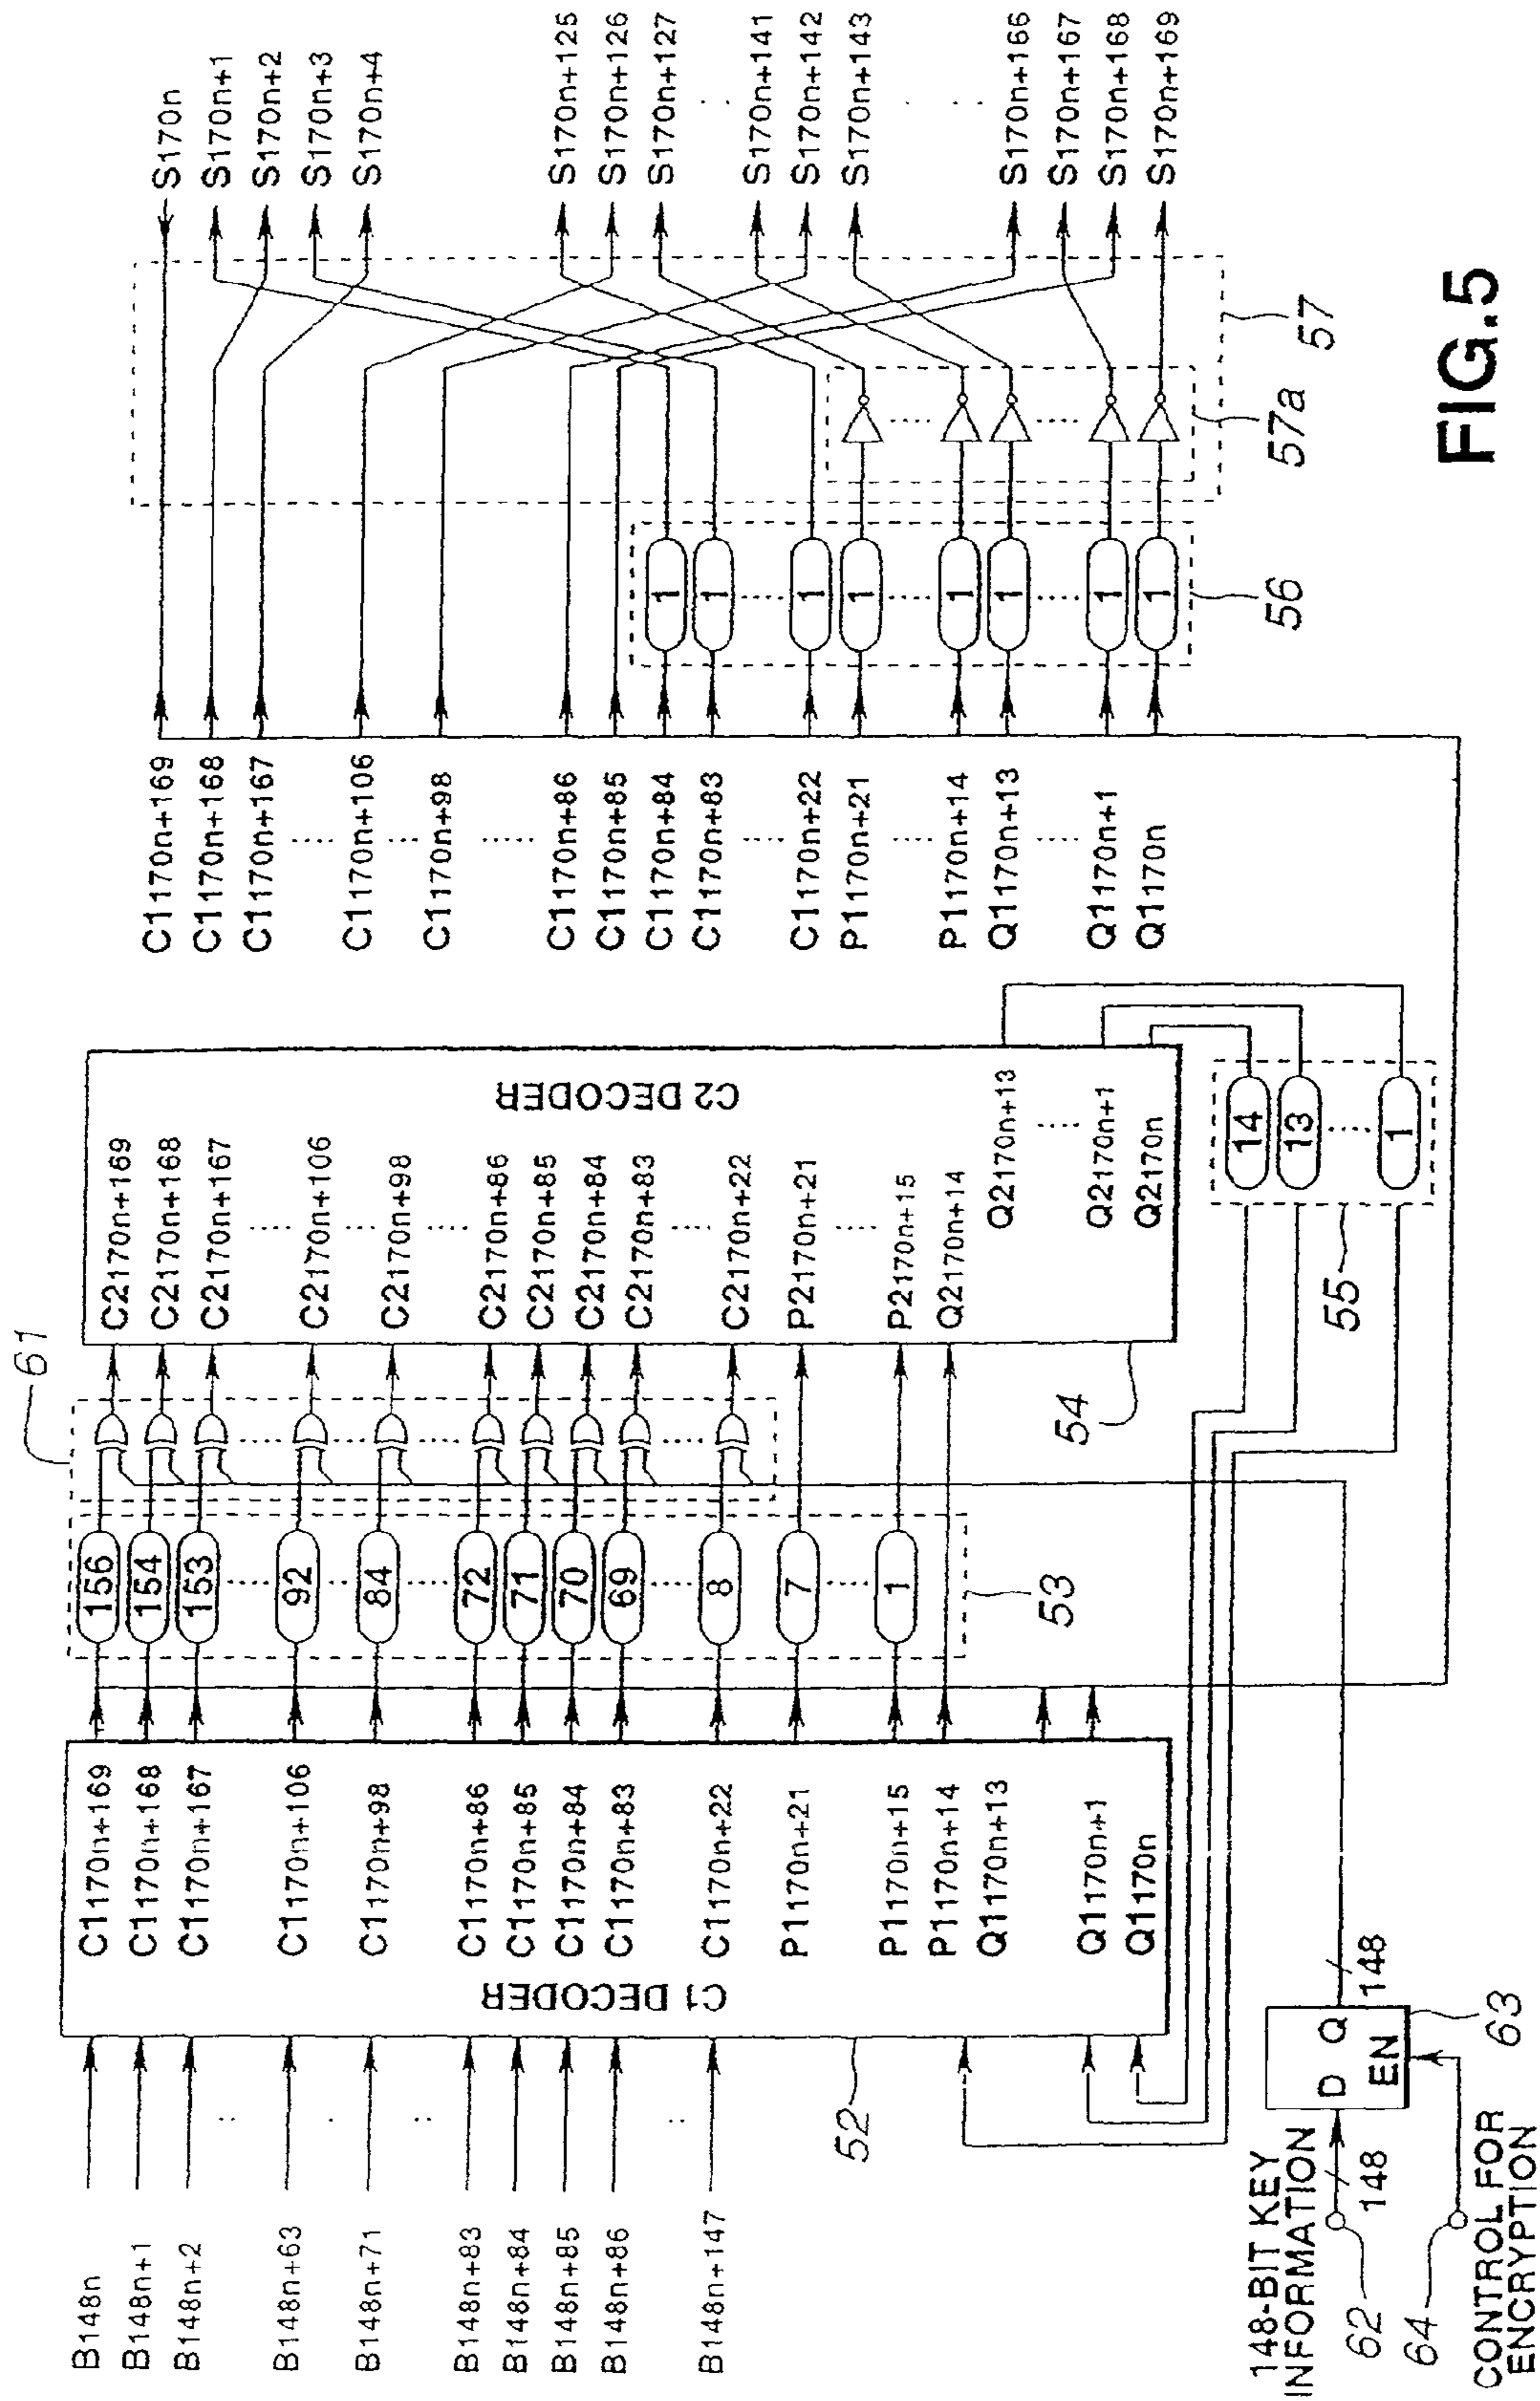 B148n
B148n+1
B148n+2
B148n+63
B148n+71
B148n+83
B148n+84
B148n+85
B148n+86
B148n+147
C1 DECODER
C1170n+169
C1170n+168
C1170n+167
C1170n+106
C1170n+98
C1170n+86
C1170n+85
C1170n+84
C1170n+83
C1170n+22
P1170n+21
P1170n+15
P1170n+14
Q1170n+13
Q1170n+1
Q1170n
52
156
154
153
92
84
72
71
70
69
8
7
1
53
61
C2 DECODER
C2170n+169
C2170n+168
C2170n+167
C2170n+106
C2170n+98
C2170n+86
C2170n+85
C2170n+84
C2170n+83
C2170n+22
P2170n+21
P2170n+15
Q2170n+14
Q2170n+13
Q2170n+1
Q2170n
54
14
13
1
55
148-BIT KEY
INFORMATION
148
62
D Q
EN
148
63
64
CONTROL FOR
ENCRYPTION
C1170n+169
C1170n+168
C1170n+167
C1170n+106
C1170n+98
C1170n+86
C1170n+85
C1170n+84
C1170n+83
C1170n+22
P1170n+21
P1170n+14
Q1170n+13
Q1170n+1
Q1170n
1
1
1
1
1
1
1
1
56
57a
57
S170n
S170n+1
S170n+2
S170n+3
S170n+4
S170n+125
S170n+126
S170n+127
S170n+141
S170n+142
S170n+143
S170n+166
S170n+167
S170n+168
S170n+169
FIG.5